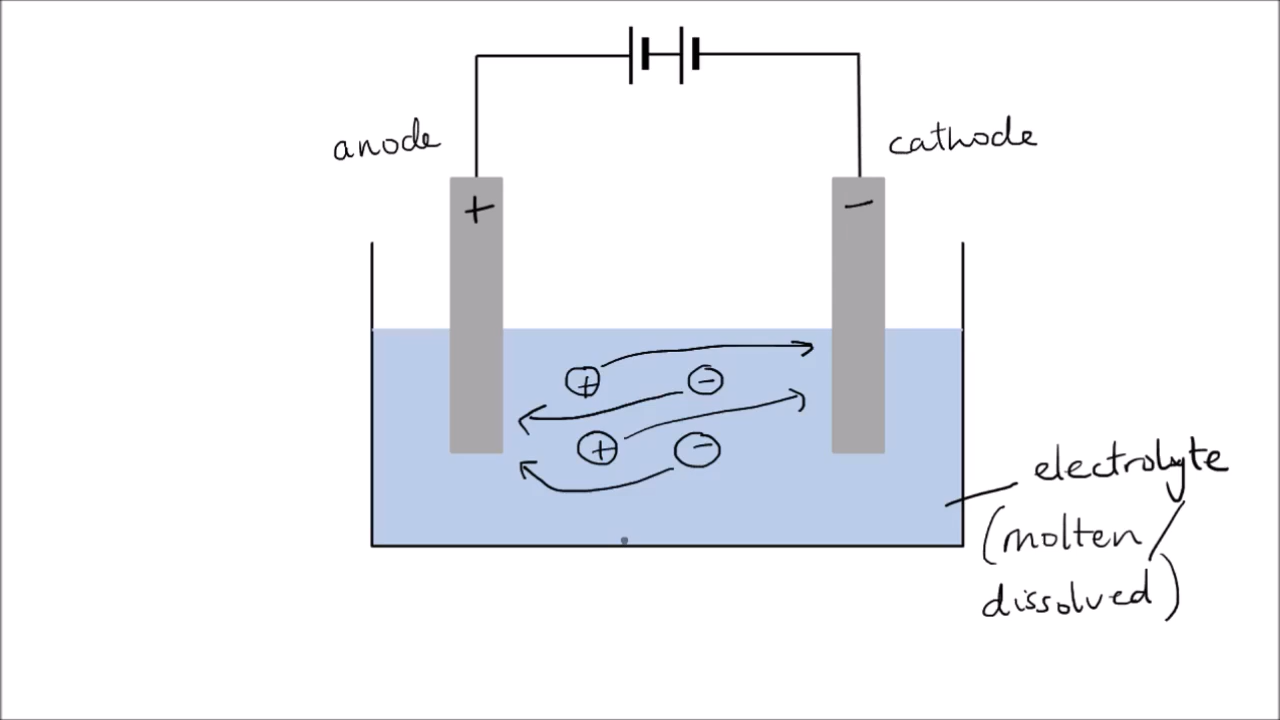 anode
cathode
+
−
+
−
+
−
electrolyte
(molten/
dissolved)